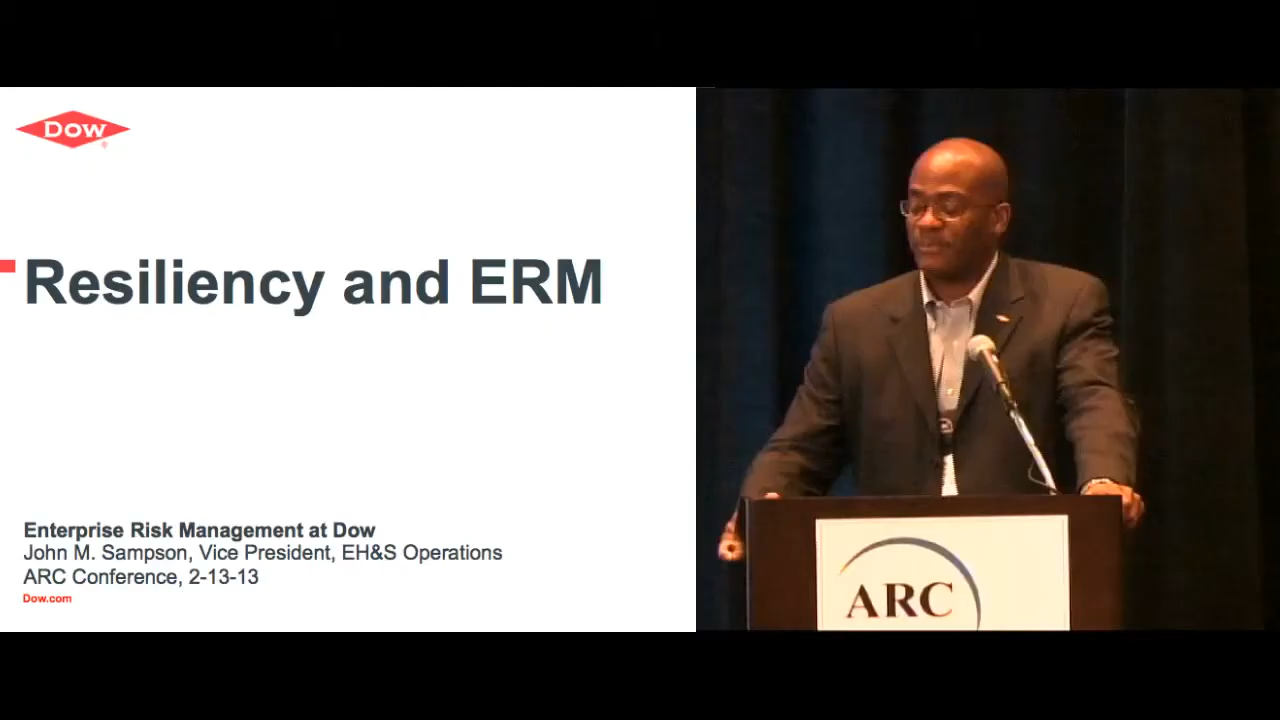 Dow
Resiliency and ERM
Enterprise Risk Management at Dow
John M. Sampson, Vice President, EH&S Operations
ARC Conference, 2-13-13
Dow.com
ARC